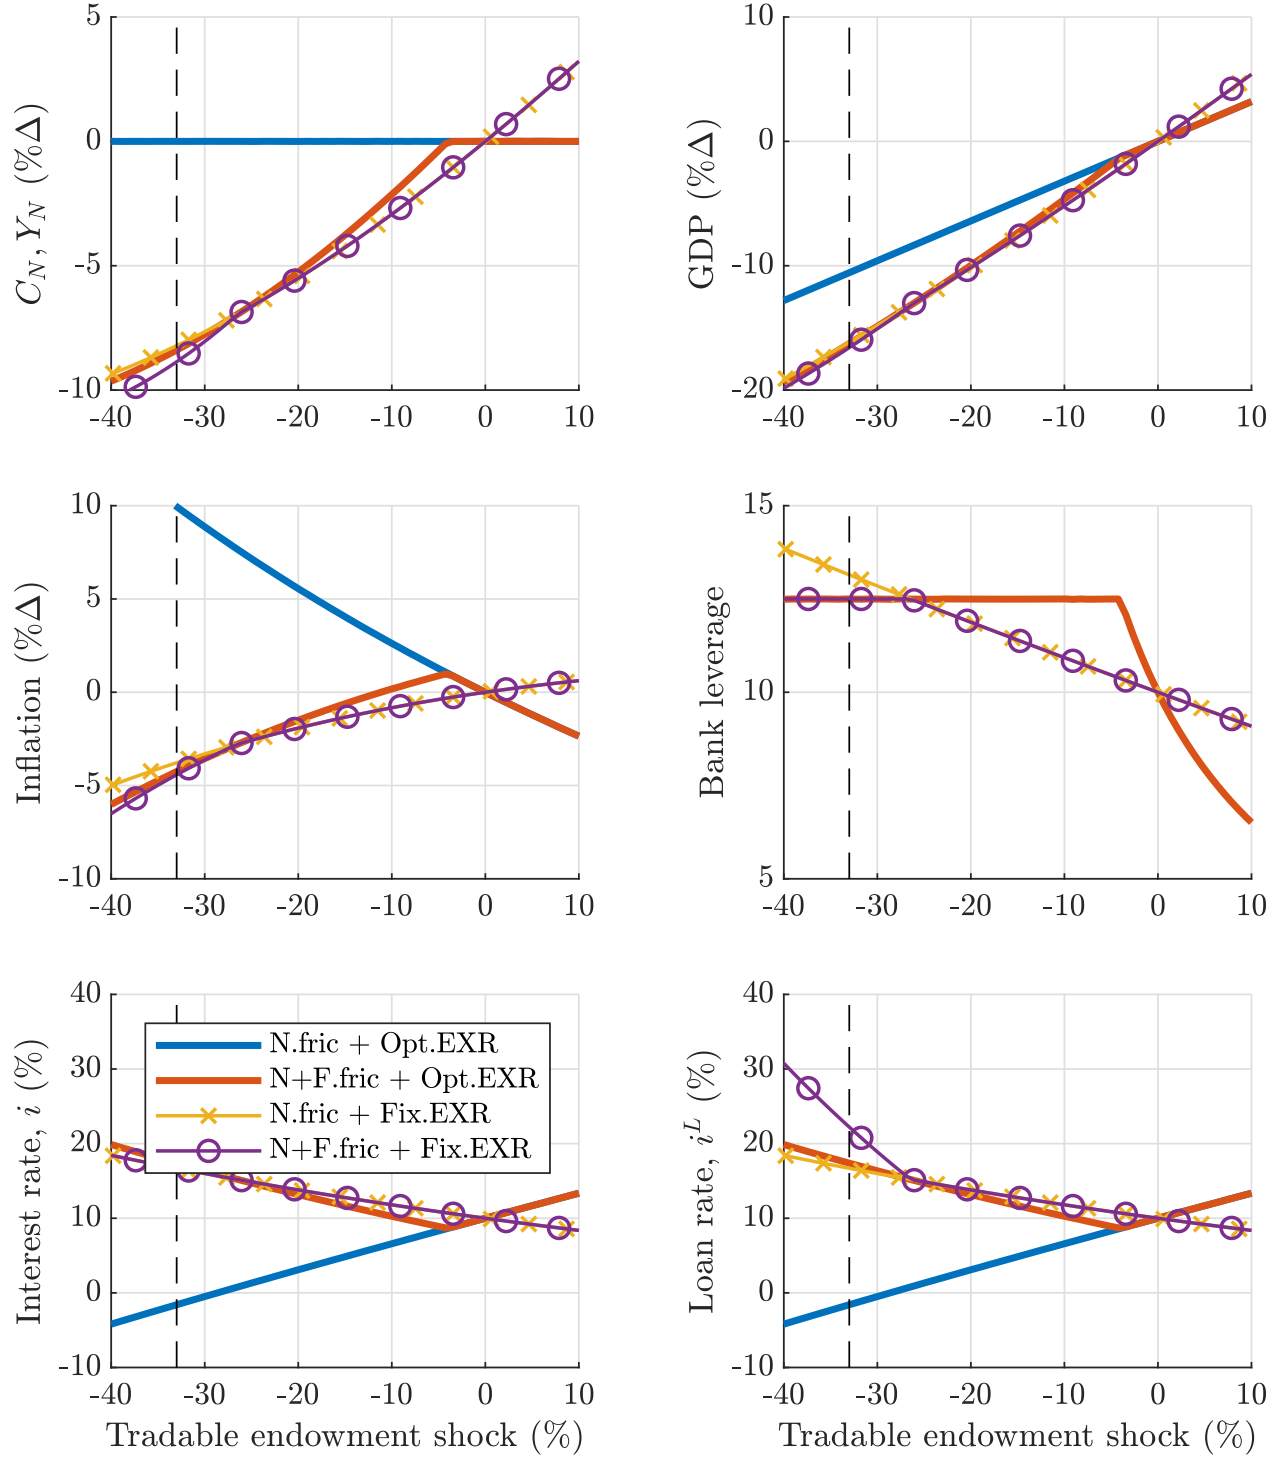 5
0
-5
-10
-40 -30 -20 -10 0 10
C_N, Y_N (%Δ)
10
0
-10
-20
-40 -30 -20 -10 0 10
GDP (%Δ)
10
5
0
-5
-10
-40 -30 -20 -10 0 10
Inflation (%Δ)
15
10
5
-40 -30 -20 -10 0 10
Bank leverage
40
30
20
10
0
-10
-40 -30 -20 -10 0 10
Interest rate, i (%)
Tradable endowment shock (%)
N.fric + Opt.EXR
N+F.fric + Opt.EXR
N.fric + Fix.EXR
N+F.fric + Fix.EXR
40
30
20
10
0
-10
-40 -30 -20 -10 0 10
Loan rate, i^L (%)
Tradable endowment shock (%)